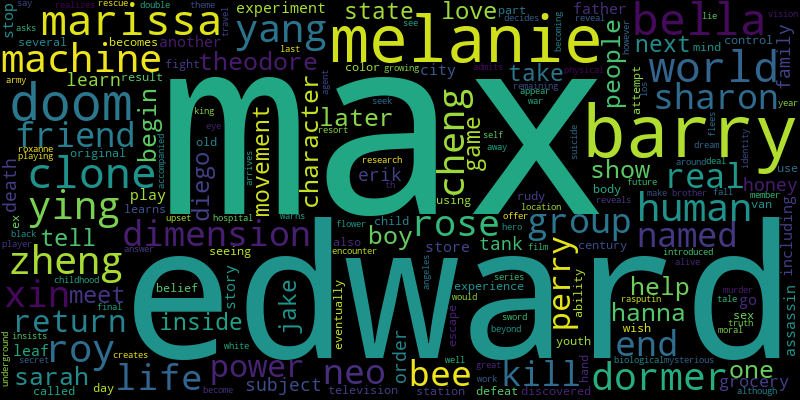 say rescue double theme
stop asks realizes
marissa
experiment state love father
bella
becomes part see reveal lie vision
yang
melanie
decides however travel
several another
machine
fight last admits physical
theodore
next mind control
world
family
learn result color growing
army agent
city take people
doom
max
appear remaining war
attempt
sharon
year
begin
king seek
friend
eye resort self
later
cheng
game
away
barry
roxanne playing
original research
movement
character
suicide
ios dream flees
identity
around deal
clone
death
accompanied
arrives
diego
old
erik
th
using
rudy body future
show
real
honey
use
ex
play
make brother fall
ying
learns
location
boy
rose
offer hero
group
human
van
member
black
tell
upset hospital warns
flower child store
tank
film century
named
reveals
introduced
including
player
dimension
answer
also encounter
zheng
seeing
edward
angeles
series
experience would
perry
ability
alive
assassin
childhood
belief
story
jake
eventually
sword beyond
help
rasputin
xin
meet
final
inside
order
escape
youth
wish
hanna
murder
tale go
sex
truth
moral
return
insists
roy
white
well
end
underground
leaf
secret creates
power
neo
bee
kill
great
work
hand
biological mysterious
one
sarah
life
subject
dormer
grocery
called day become television station defeat discovered although